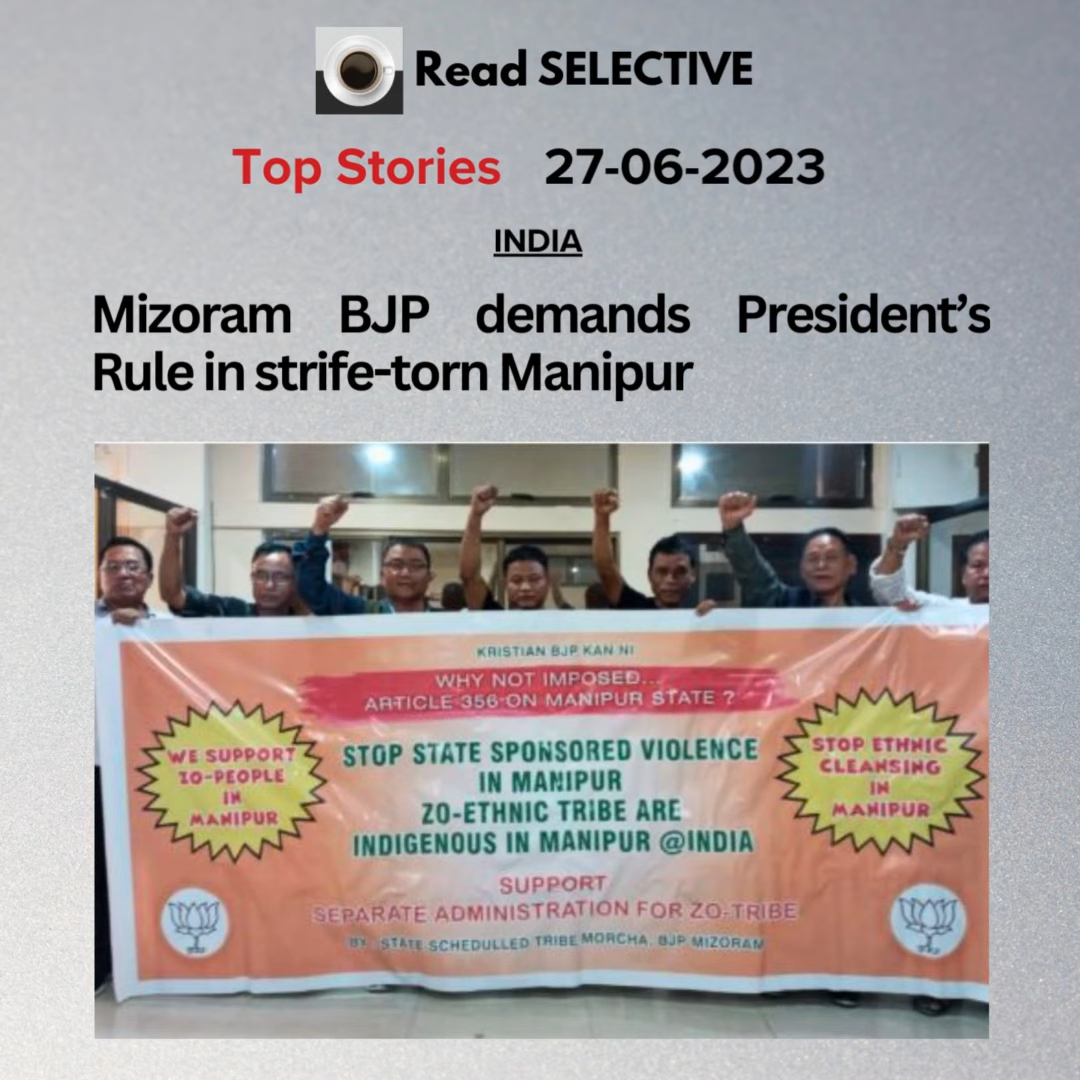 Read SELECTIVE
Top Stories 27-06-2023
INDIA
Mizoram BJP demands President’s
Rule in strife-torn Manipur
KRISTIAN BJP KAN NI
WHY NOT IMPOSED...
ARTICLE 356 ON MANIPUR STATE ?
WE SUPPORT
ZO-PEOPLE
IN
MANIPUR
STOP STATE SPONSORED VIOLENCE
IN MANIPUR
ZO-ETHNIC TRIBE ARE
INDIGENOUS IN MANIPUR @INDIA
STOP ETHNIC
CLEANSING
IN
MANIPUR
SUPPORT
SEPARATE ADMINISTRATION FOR ZO-TRIBE
BY : STATE SCHEDULLED TRIBE MORCHA, BJP MIZORAM